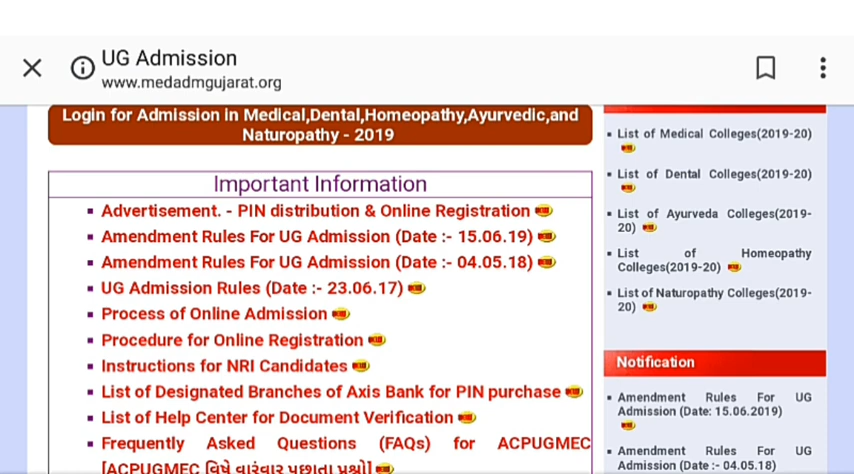 UG Admission
www.medadmgujarat.org
Login for Admission in Medical,Dental,Homeopathy,Ayurvedic,and
Naturopathy - 2019
Important Information
Advertisement. - PIN distribution & Online Registration
Amendment Rules For UG Admission (Date :- 15.06.19)
Amendment Rules For UG Admission (Date :- 04.05.18)
UG Admission Rules (Date :- 23.06.17)
Process of Online Admission
Procedure for Online Registration
Instructions for NRI Candidates
List of Designated Branches of Axis Bank for PIN purchase
List of Help Center for Document Verification
Frequently Asked Questions (FAQs) for ACPUGMEC
[ACPUGMEC વિષે વારંવાર પુછાતા પ્રશ્નો]
List of Medical Colleges(2019-20)
List of Dental Colleges(2019-20)
List of Ayurveda Colleges(2019-
20)
List of Homeopathy
Colleges(2019-20)
List of Naturopathy Colleges(2019-
20)
Notification
Amendment Rules For UG
Admission (Date: 15.06.2019)
Amendment Rules For UG
Admission (Date :- 04.05.18)